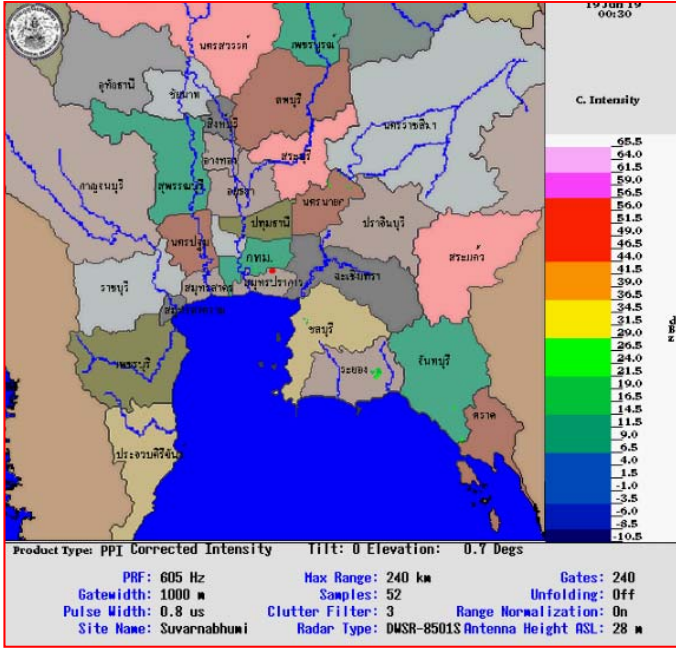 19 Jun 19
00:30
C. Intensity
นครสวรรค์
เพชรบูรณ์
อุทัยธานี
ชัยนาท
ลพบุรี
สิงห์บุรี
นครราชสีมา
อ่างทอง
สระบุรี
กาญจนบุรี
สุพรรณบุรี
อยุธยา
นครนายก
ปทุมธานี
ปราจีนบุรี
นครปฐม
กทม.
สระแก้ว
ฉะเชิงเทรา
ราชบุรี
สมุทรสาคร
สมุทรปราการ
ชลบุรี
เพชรบุรี
ระยอง
จันทบุรี
ตราด
ประจวบคีรีขันธ์
65.5
64.0
61.5
59.0
56.5
56.0
51.5
49.0
46.5
44.0
41.5
39.0
36.5
34.0
31.5
29.0
26.5
24.0
21.5
19.0
16.5
14.0
11.5
9.0
6.5
4.0
1.5
-1.0
-3.5
-6.0
-8.5
-10.5
Product Type: PPI Corrected Intensity Tilt: 0 Elevation: 0.7 Degs
PRF: 605 Hz Max Range: 240 km Gates: 240
Gatewidth: 1000 m Samples: 52 Unfolding: Off
Pulse Width: 0.8 us Clutter Filter: 3 Range Normalization: On
Site Name: Suvarnabhumi Radar Type: DWSR-8501S Antenna Height ASL: 28 m